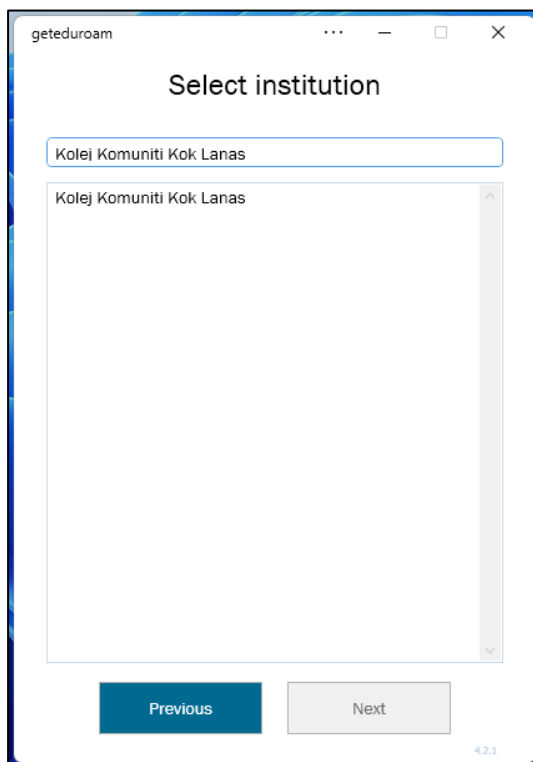 geteduroam
Select institution
Kolej Komuniti Kok Lanas
Kolej Komuniti Kok Lanas
Previous
Next
4.2.1